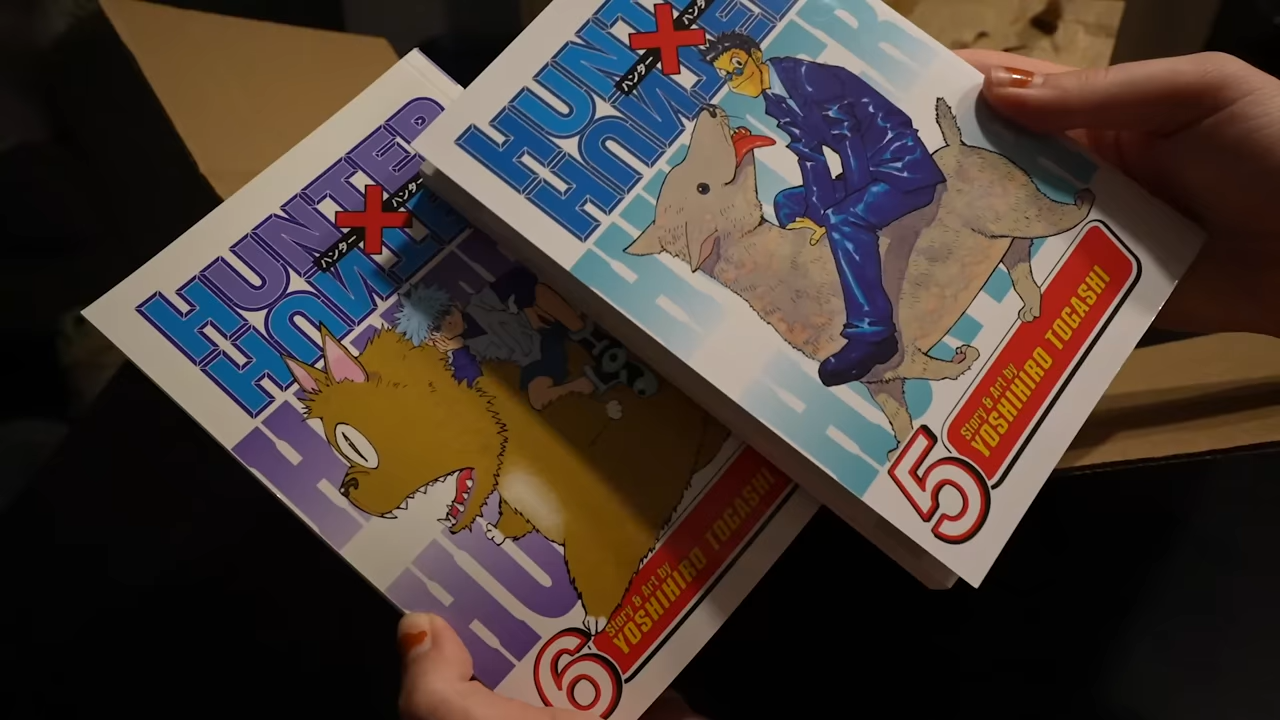 HUNTER
ハンター
×
ハンター
HUNTER
Story & Art by
YOSHIHIRO TOGASHI
6
HUNTER
ハンター
×
ハンター
HUNTER
Story & Art by
YOSHIHIRO TOGASHI
5